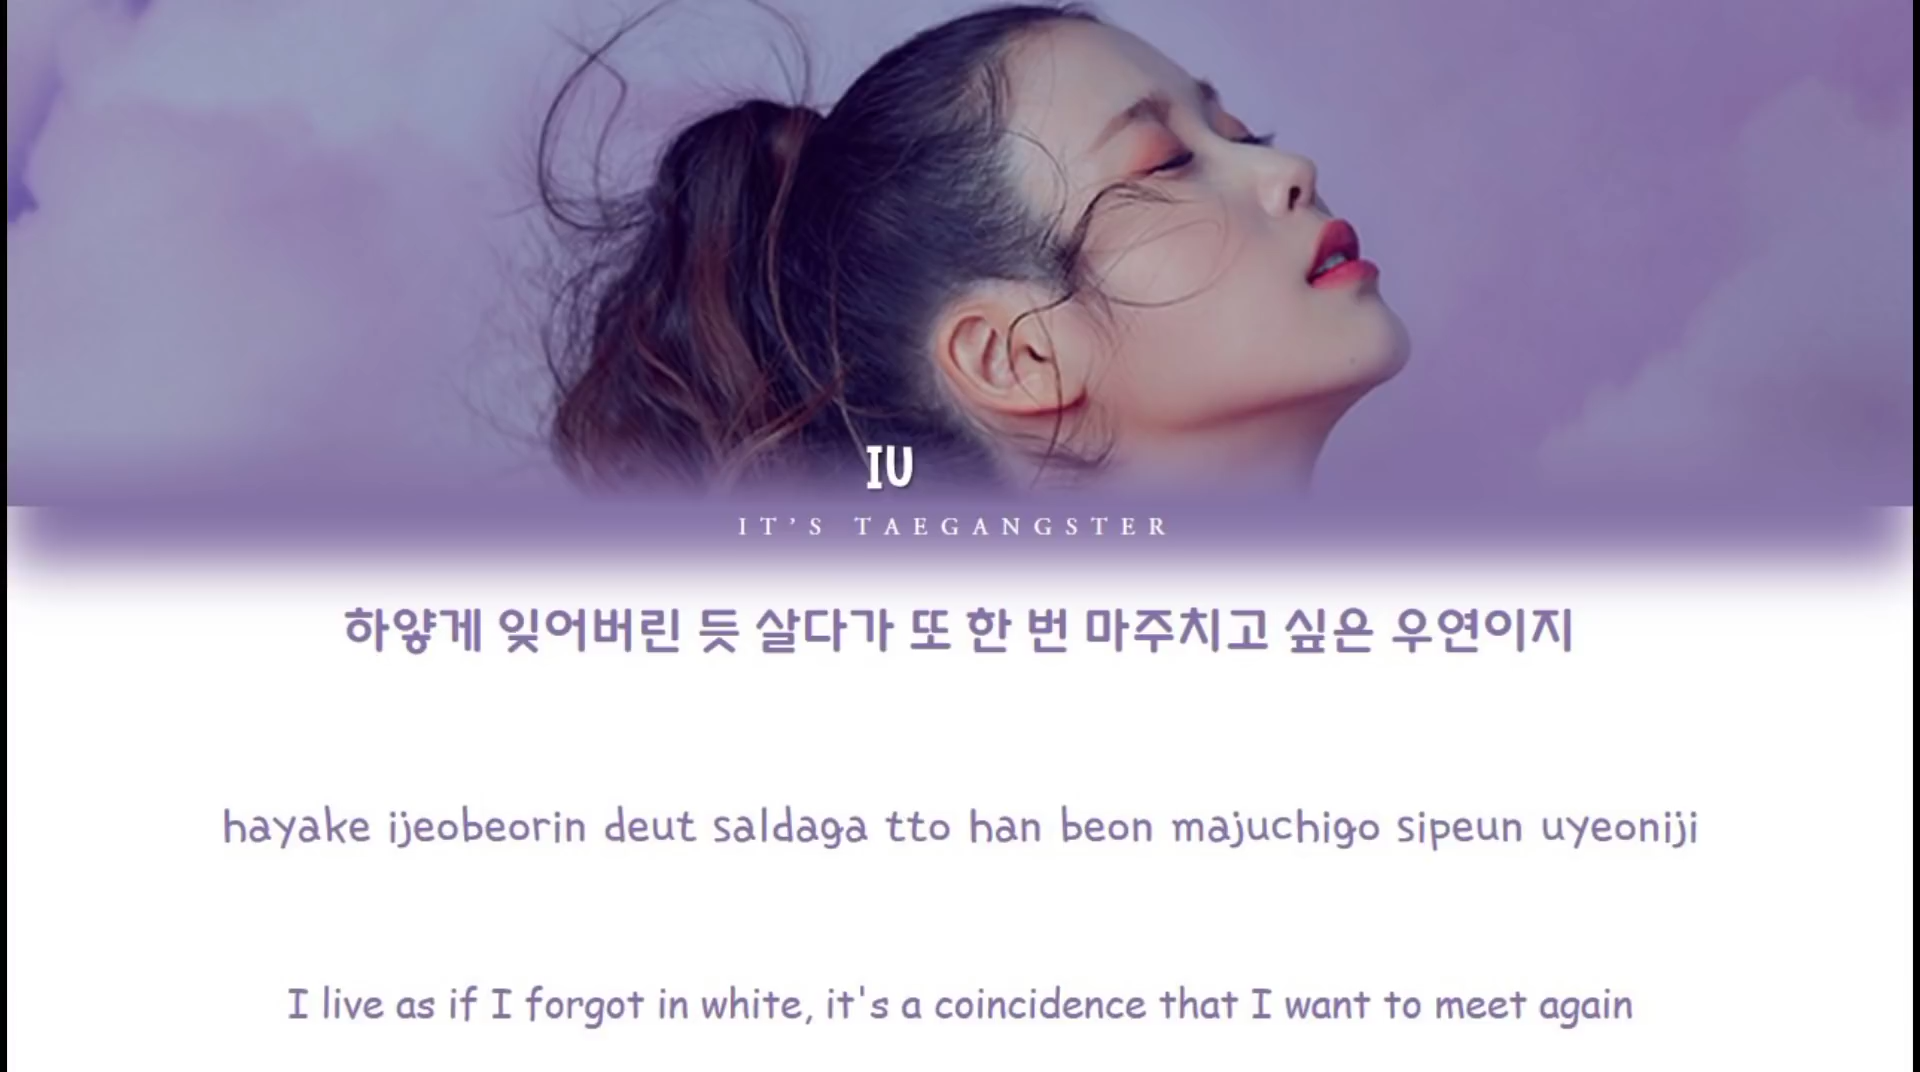 IU
IT'S TAEGANGSTER
하얗게 잊어버린 듯 살다가 또 한 번 마주치고 싶은 우연이지
hayake ijeobeorin deut saldaga tto han beon majuchigo sipeun uyeoniji
I live as if I forgot in white, it's a coincidence that I want to meet again